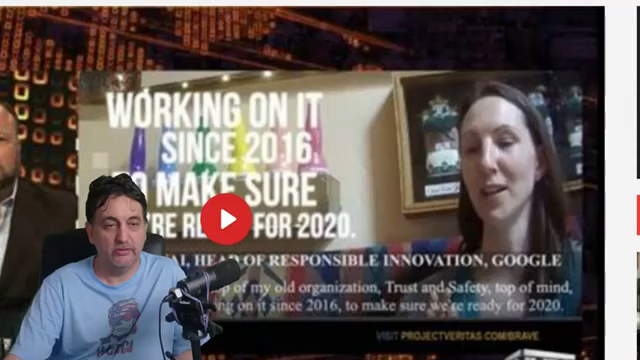 WORKING ON IT
SINCE 2016
TO MAKE SURE
WE'RE READY FOR 2020.
AI, HEAD OF RESPONSIBLE INNOVATION, GOOGLE
of my old organization, Trust and Safety, top of mind,
on it since 2016, to make sure we're ready for 2020.
VISIT PROJECTVERITAS.COM/BRAVE